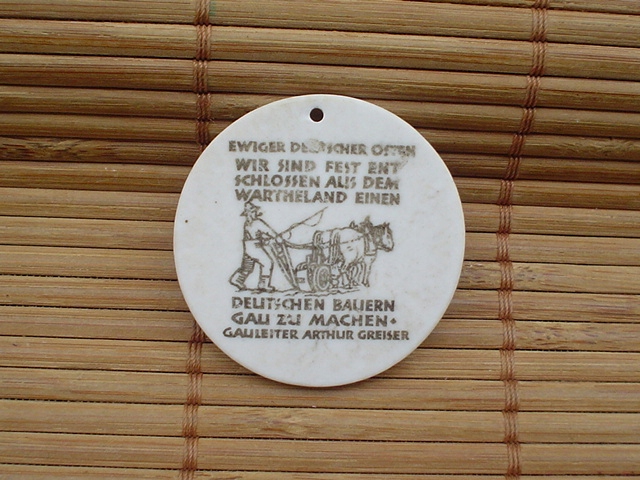 EWIGER DEUTSCHER OSTEN
WIR SIND FEST ENT
SCHLOSSEN AUS DEM
WARTHELAND EINEN
DEUTSCHEN BAUERN
GAU ZU MACHEN •
GAULEITER ARTHUR GREISER